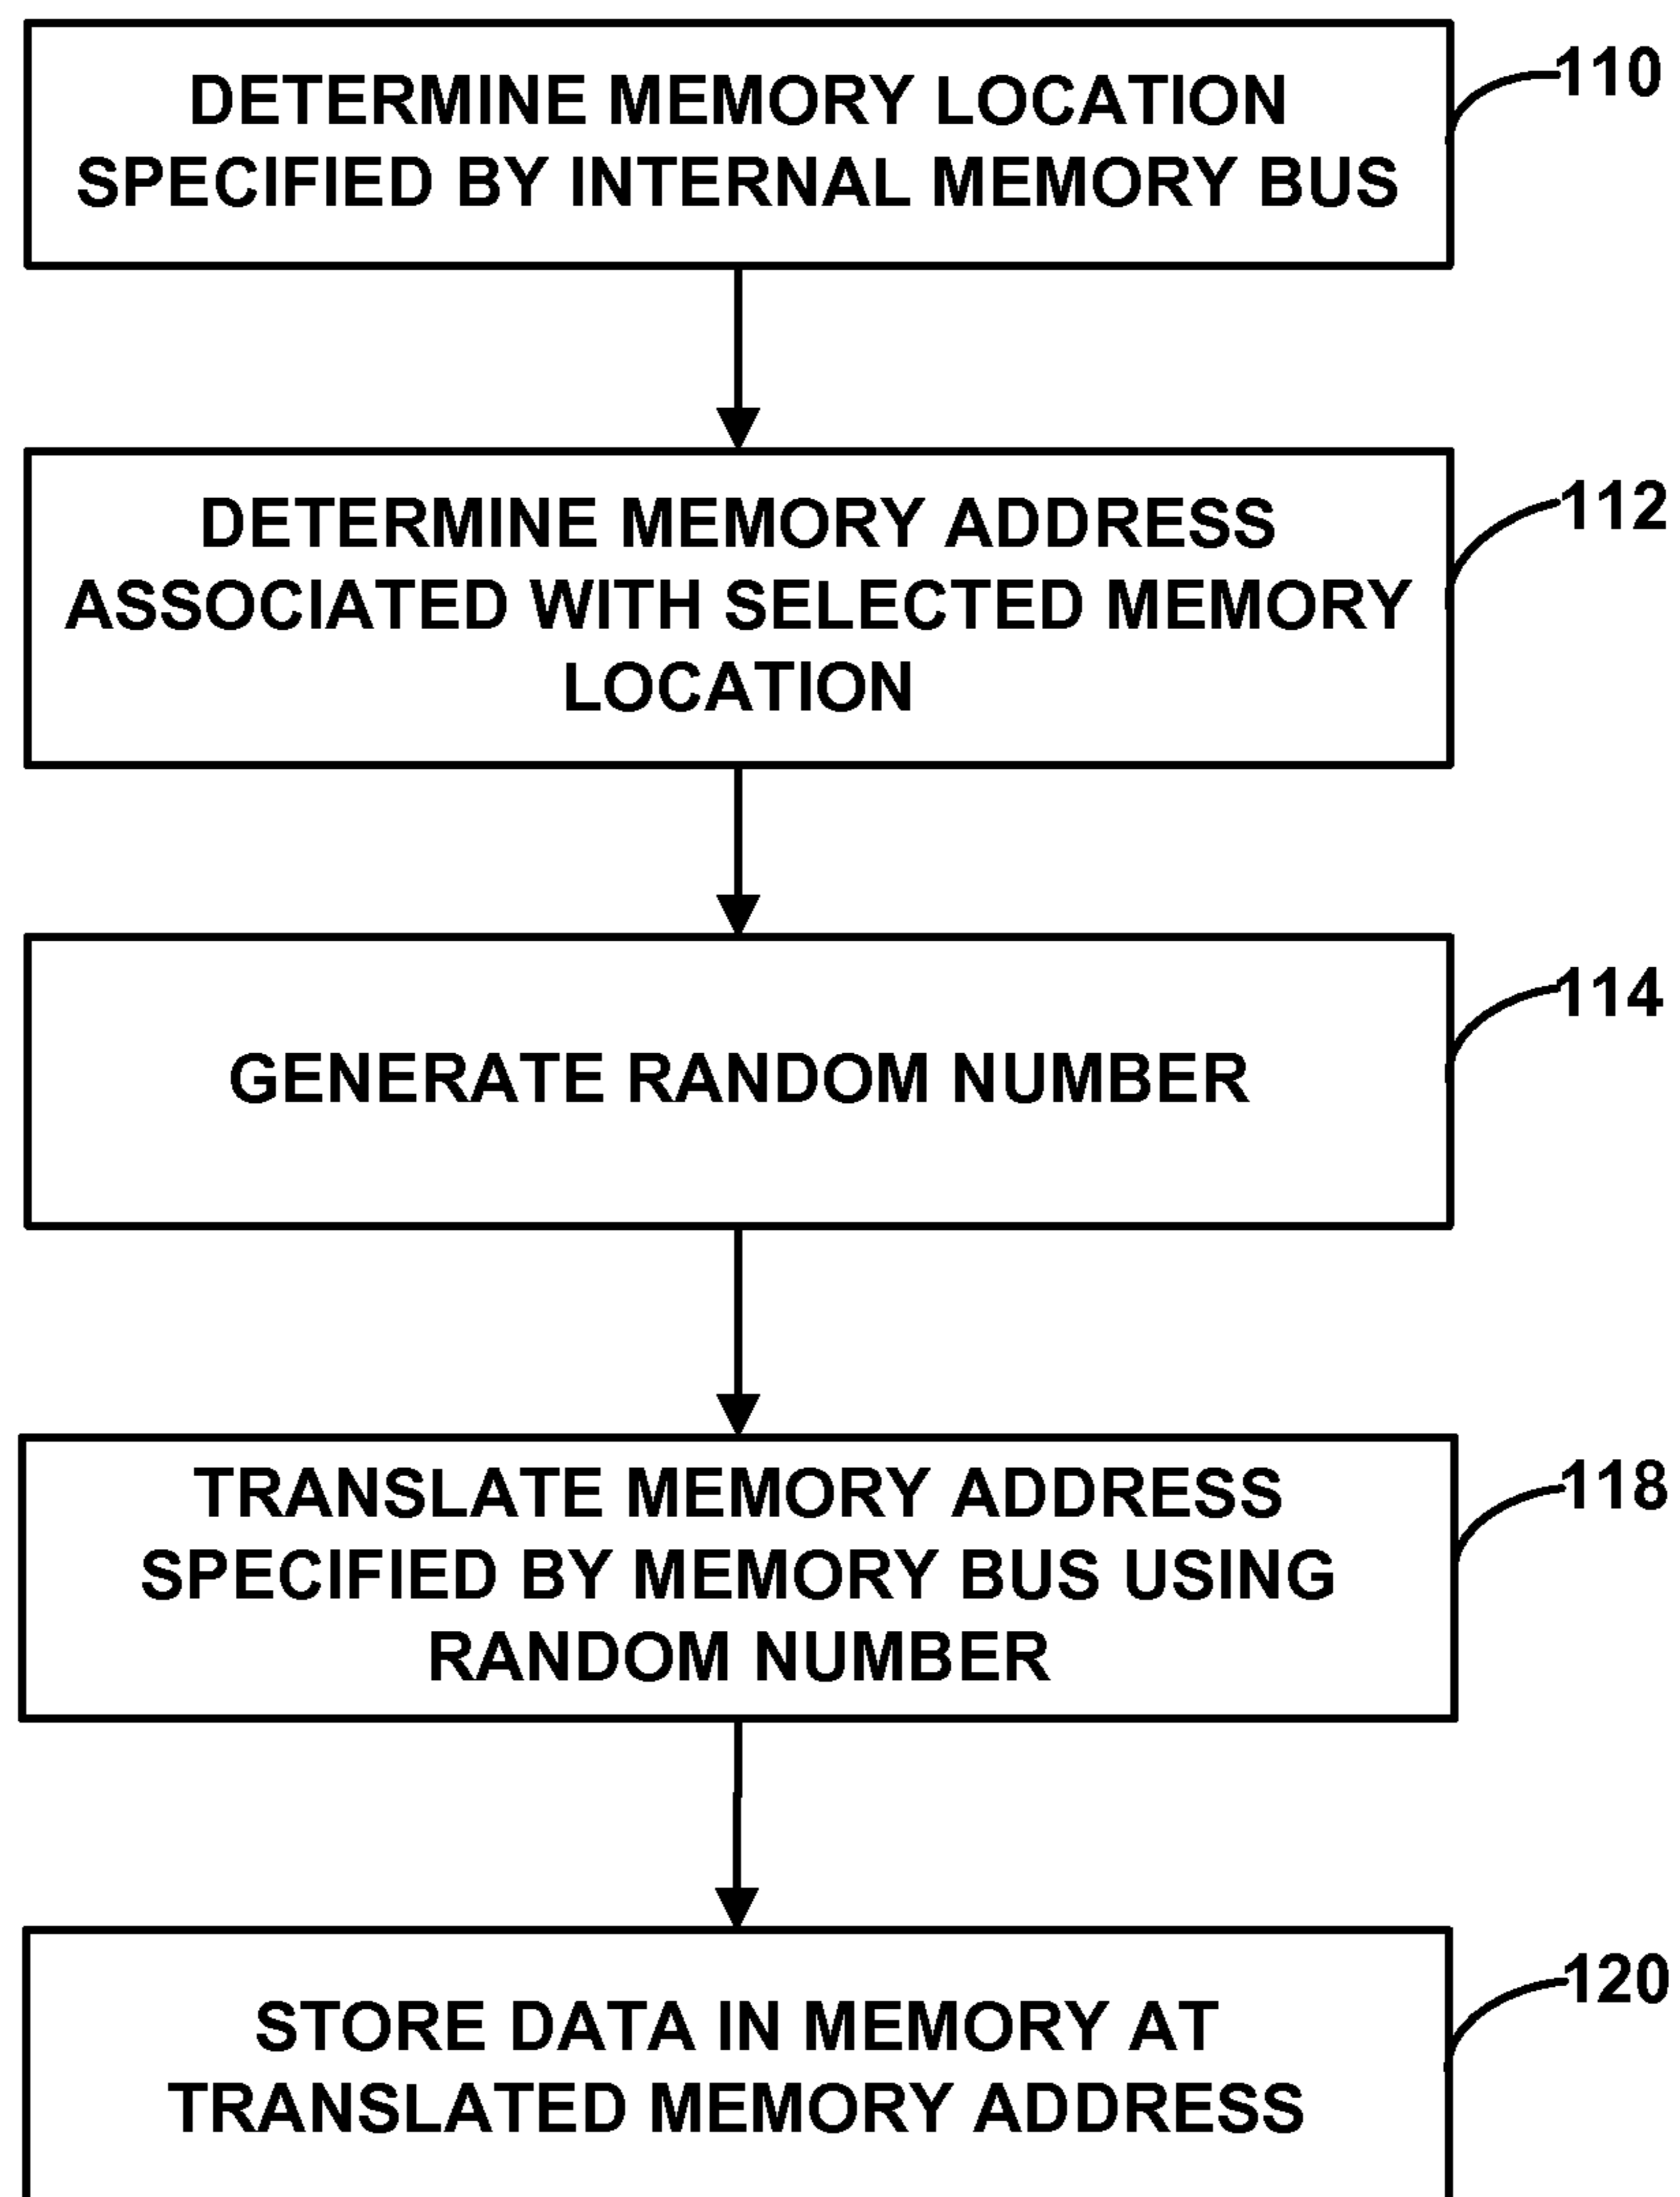 DETERMINE MEMORY LOCATION
SPECIFIED BY INTERNAL MEMORY BUS
110
DETERMINE MEMORY ADDRESS
ASSOCIATED WITH SELECTED MEMORY
LOCATION
112
GENERATE RANDOM NUMBER
114
TRANSLATE MEMORY ADDRESS
SPECIFIED BY MEMORY BUS USING
RANDOM NUMBER
118
STORE DATA IN MEMORY AT
TRANSLATED MEMORY ADDRESS
120